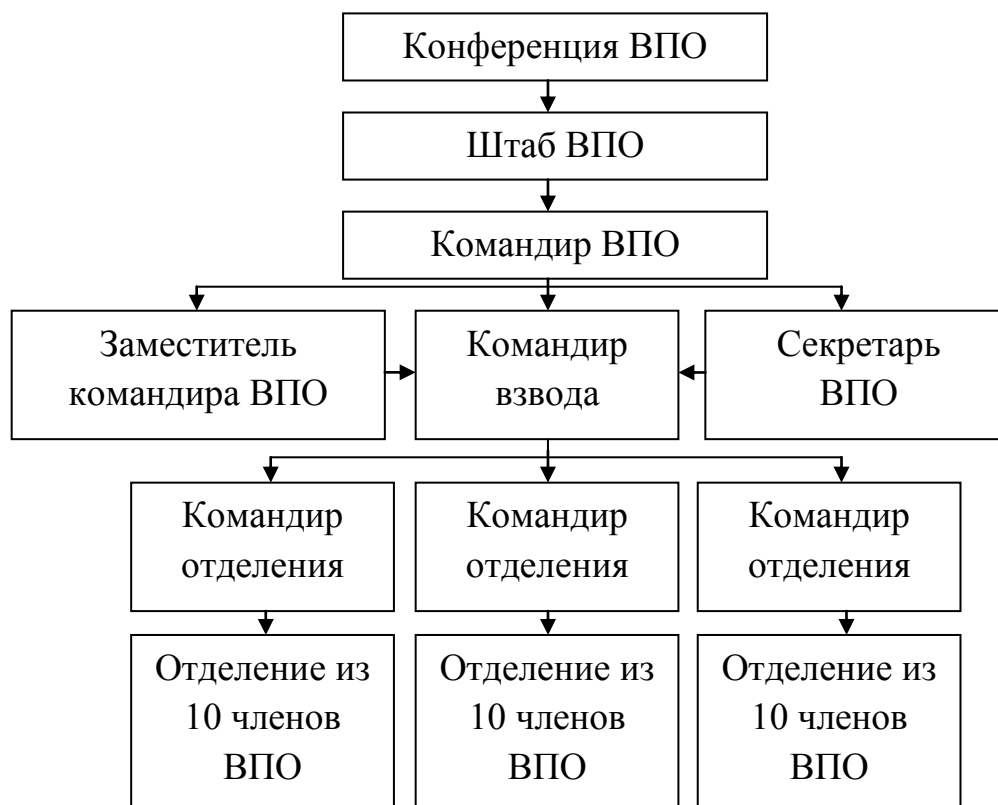 Конференция ВПО
Штаб ВПО
Командир ВПО
Заместитель
командира ВПО
Командир
взвода
Секретарь
ВПО
Командир
отделения
Командир
отделения
Командир
отделения
Отделение из
10 членов
ВПО
Отделение из
10 членов
ВПО
Отделение из
10 членов
ВПО